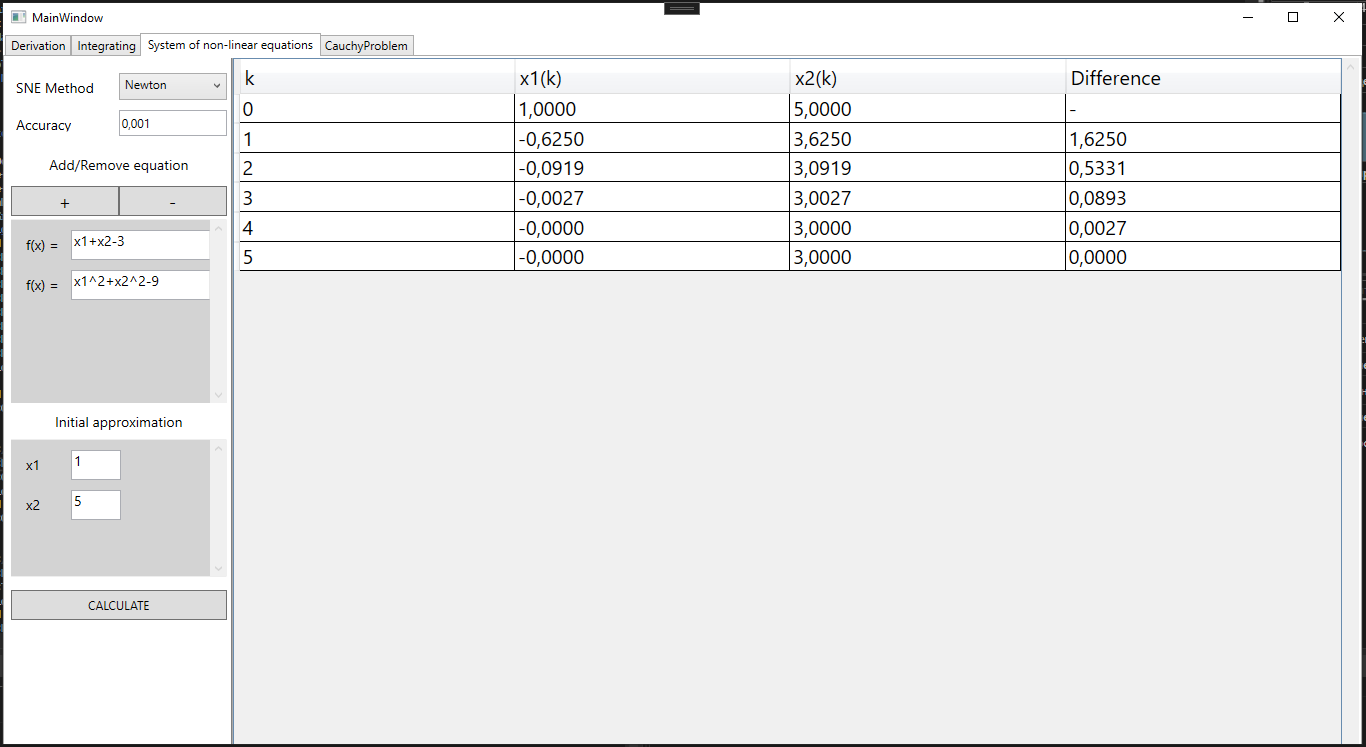 MainWindow
Derivation Integrating System of non-linear equations CauchyProblem
SNE Method Newton
Accuracy 0,001
Add/Remove equation
+ -
f(x) = x1+x2-3
f(x) = x1^2+x2^2-9
Initial approximation
x1 1
x2 5
CALCULATE
k x1(k) x2(k) Difference
0 1,0000 5,0000 -
1 -0,6250 3,6250 1,6250
2 -0,0919 3,0919 0,5331
3 -0,0027 3,0027 0,0893
4 -0,0000 3,0000 0,0027
5 -0,0000 3,0000 0,0000